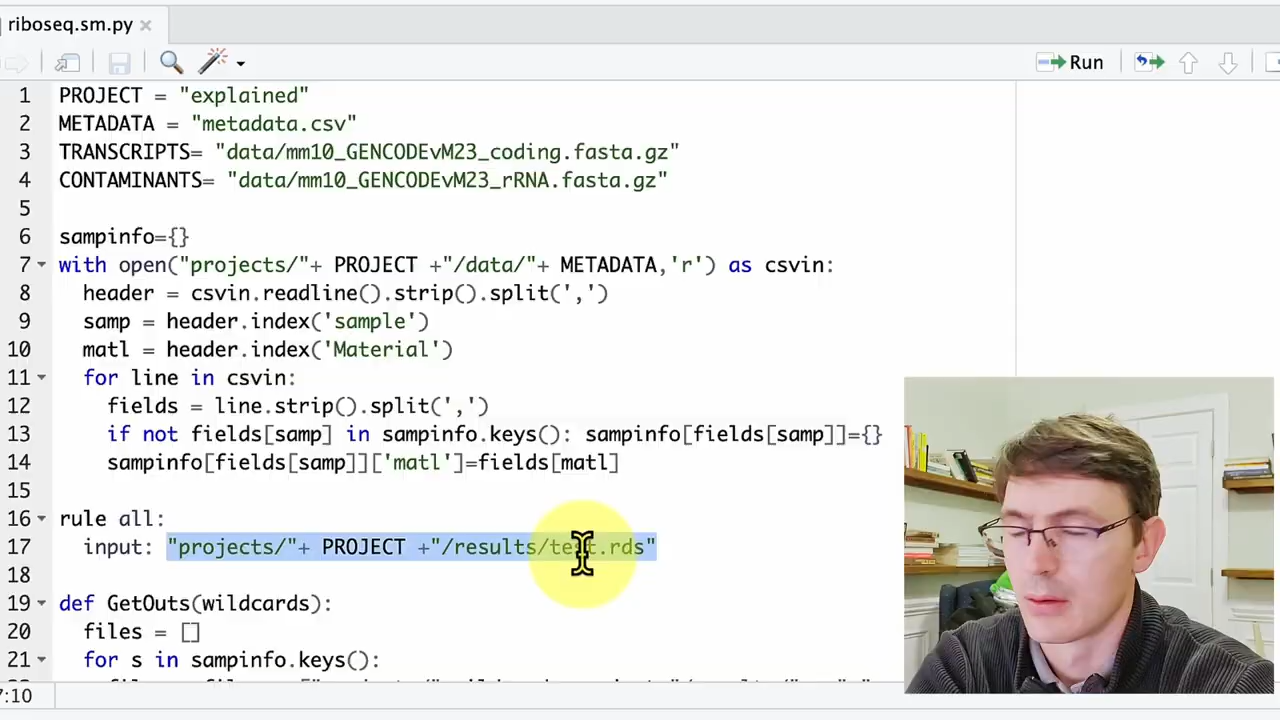 riboseq.sm.py
Run
1 PROJECT = "explained"
2 METADATA = "metadata.csv"
3 TRANSCRIPTS= "data/mm10_GENCODEvM23_coding.fasta.gz"
4 CONTAMINANTS= "data/mm10_GENCODEvM23_rRNA.fasta.gz"
5
6 sampinfo={}
7 with open("projects/"+ PROJECT +"/data/"+ METADATA,'r') as csvin:
8 header = csvin.readline().strip().split(',')
9 samp = header.index('sample')
10 matl = header.index('Material')
11 for line in csvin:
12 fields = line.strip().split(',')
13 if not fields[samp] in sampinfo.keys(): sampinfo[fields[samp]]={}
14 sampinfo[fields[samp]]['matl']=fields[matl]
15
16 rule all:
17 input: "projects/"+ PROJECT +"/results/test.rds"
18
19 def GetOuts(wildcards):
20 files = []
21 for s in sampinfo.keys():
7:10